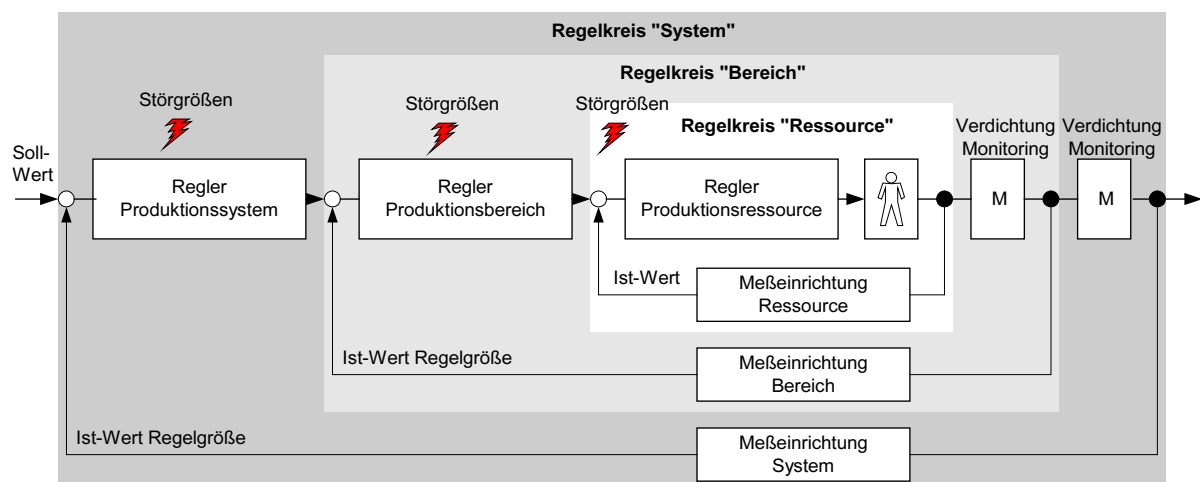 Regelkreis "System"
Regelkreis "Bereich"
Störgrößen
Störgrößen
Störgrößen
Regelkreis "Ressource"
Verdichtung
Monitoring
Verdichtung
Monitoring
Soll-
Wert
Regler
Produktionssystem
Regler
Produktionsbereich
Regler
Produktionsressource
M
M
Ist-Wert
Meßeinrichtung
Ressource
Ist-Wert Regelgröße
Meßeinrichtung
Bereich
Ist-Wert Regelgröße
Meßeinrichtung
System